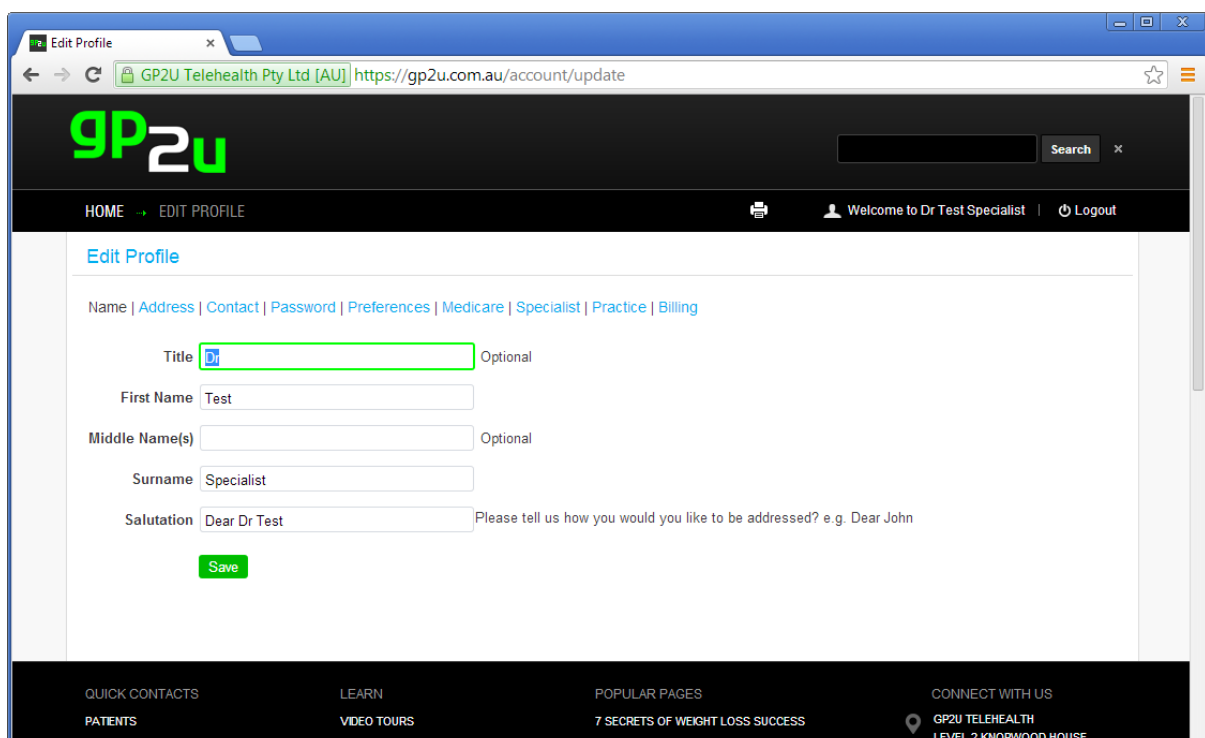 Edit Profile
GP2U Telehealth Pty Ltd [AU] https://gp2u.com.au/account/update
gP2u
Search
HOME EDIT PROFILE Welcome to Dr Test Specialist | Logout
Edit Profile
Name | Address | Contact | Password | Preferences | Medicare | Specialist | Practice | Billing
Title Dr Optional
First Name Test
Middle Name(s) Optional
Surname Specialist
Salutation Dear Dr Test Please tell us how you would you like to be addressed? e.g. Dear John
Save
QUICK CONTACTS LEARN POPULAR PAGES CONNECT WITH US
PATIENTS VIDEO TOURS 7 SECRETS OF WEIGHT LOSS SUCCESS GP2U TELEHEALTH
LEVEL 2 KNOPWOOD HOUSE